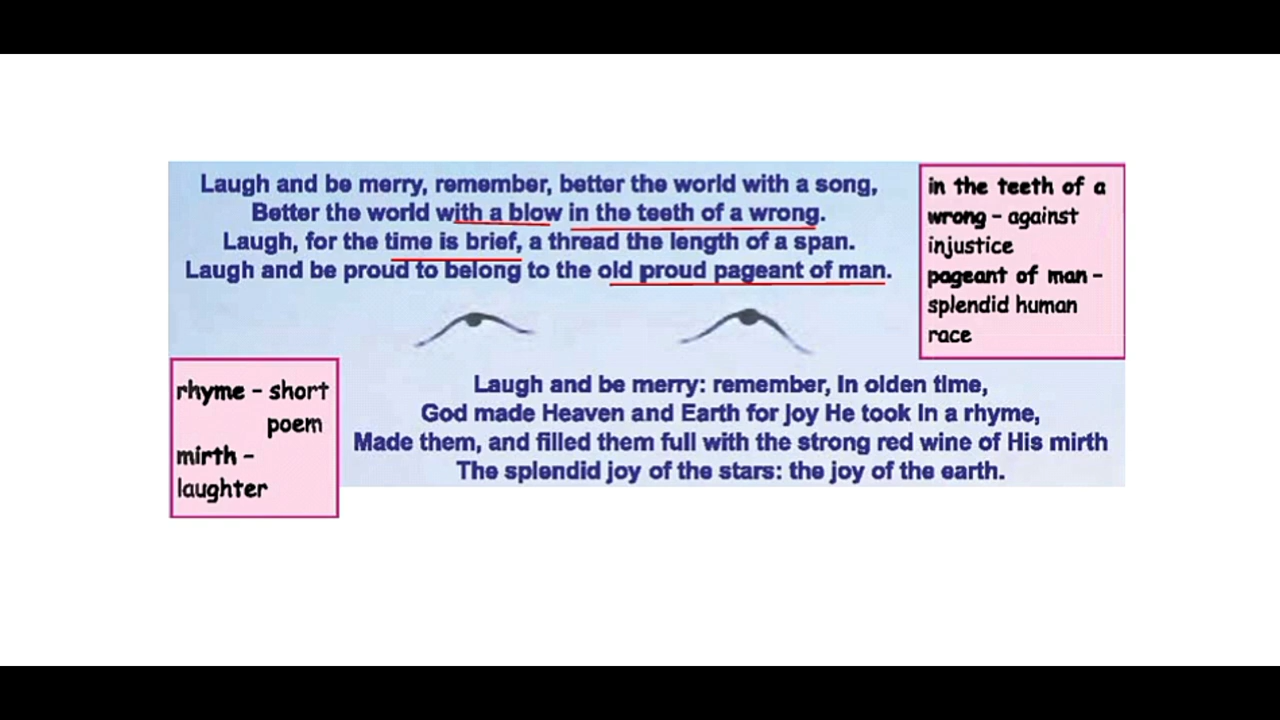 Laugh and be merry, remember, better the world with a song,
Better the world with a blow in the teeth of a wrong.
Laugh, for the time is brief, a thread the length of a span.
Laugh and be proud to belong to the old proud pageant of man.
in the teeth of a
wrong – against
injustice
pageant of man –
splendid human
race
rhyme – short
poem
mirth –
laughter
Laugh and be merry: remember, In olden time,
God made Heaven and Earth for joy He took in a rhyme,
Made them, and filled them full with the strong red wine of His mirth
The splendid joy of the stars: the joy of the earth.